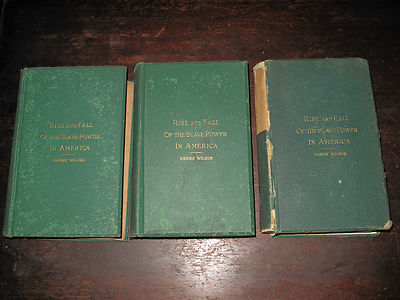 RISE AND FALL
OF THE SLAVE POWER
IN AMERICA
HENRY WILSON
RISE AND FALL
OF THE SLAVE POWER
IN AMERICA
HENRY WILSON
RISE AND FALL
OF THE SLAVE POWER
IN AMERICA
HENRY WILSON